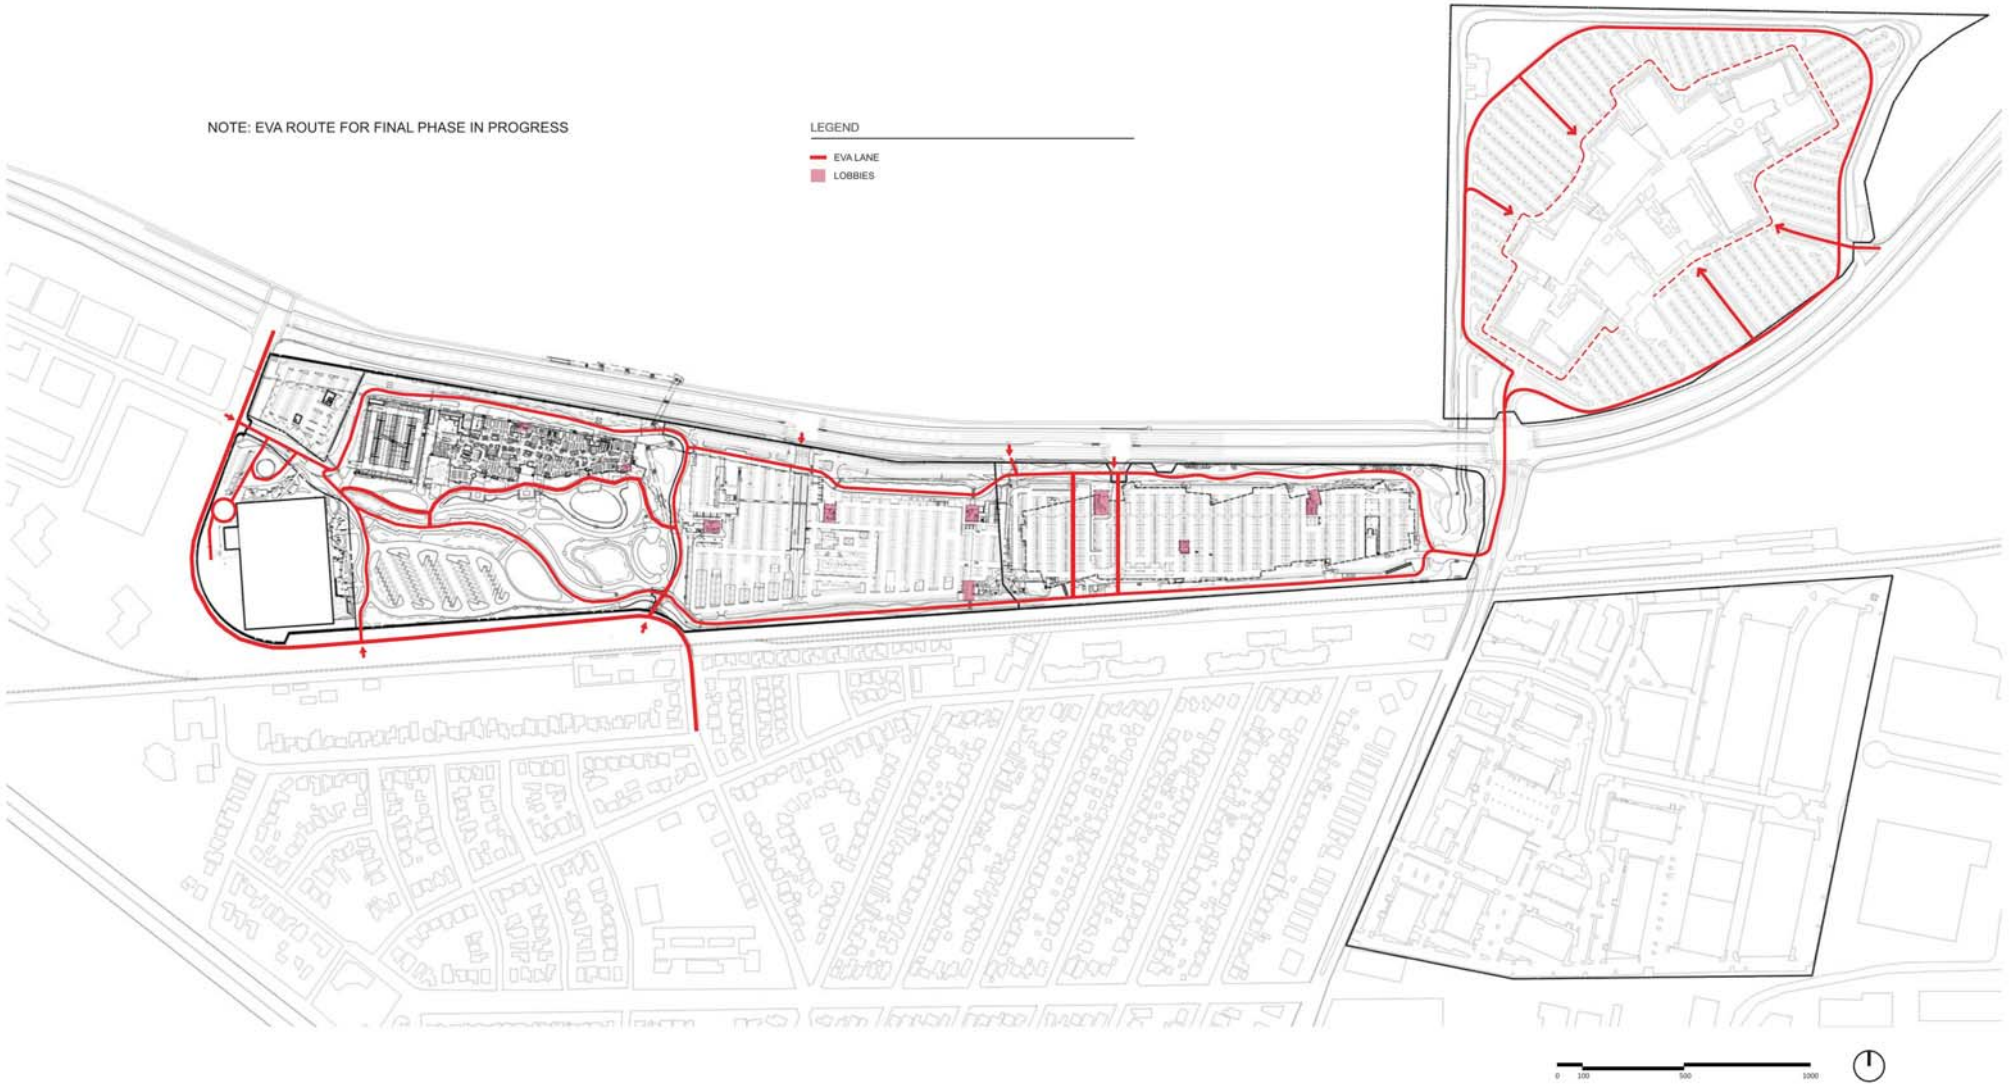 NOTE: EVA ROUTE FOR FINAL PHASE IN PROGRESS
LEGEND
EVA LANE
LOBBIES
0 100 500 1000